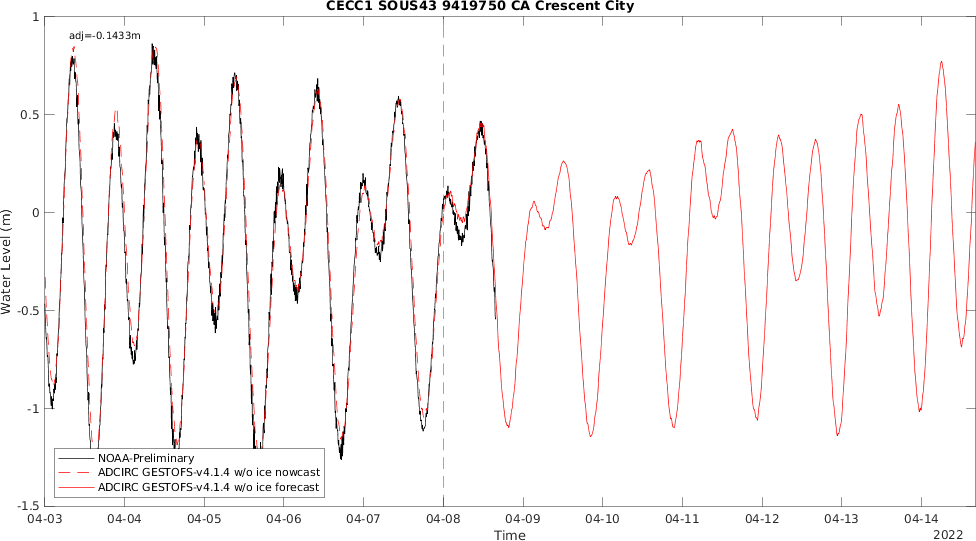 CECC1 SOUS43 9419750 CA Crescent City
adj=-0.1433m
1
0.5
0
-0.5
-1
-1.5
Water Level (m)
NOAA-Preliminary
ADCIRC GESTOFS-v4.1.4 w/o ice nowcast
ADCIRC GESTOFS-v4.1.4 w/o ice forecast
04-03 04-04 04-05 04-06 04-07 04-08 04-09 04-10 04-11 04-12 04-13 04-14
Time
2022